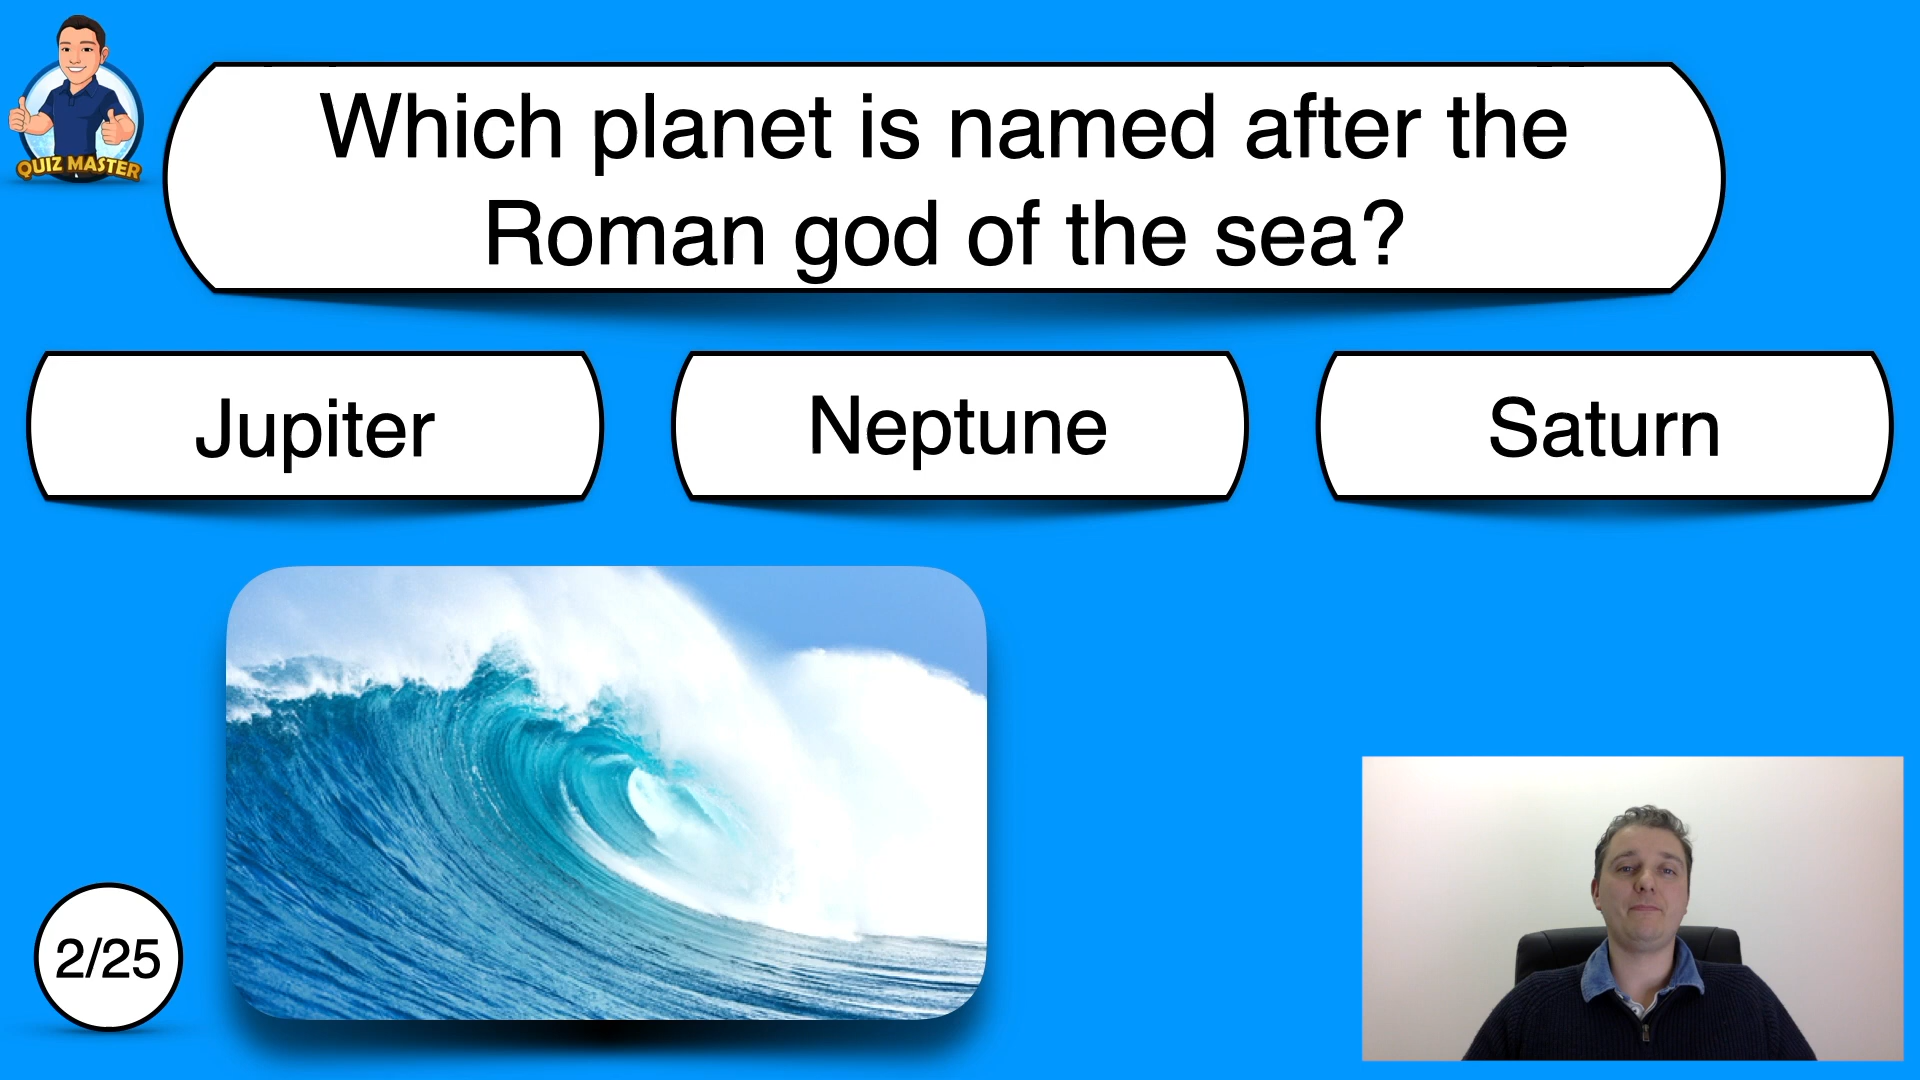 QUIZ MASTER
Which planet is named after the
Roman god of the sea?
Jupiter
Neptune
Saturn
2/25